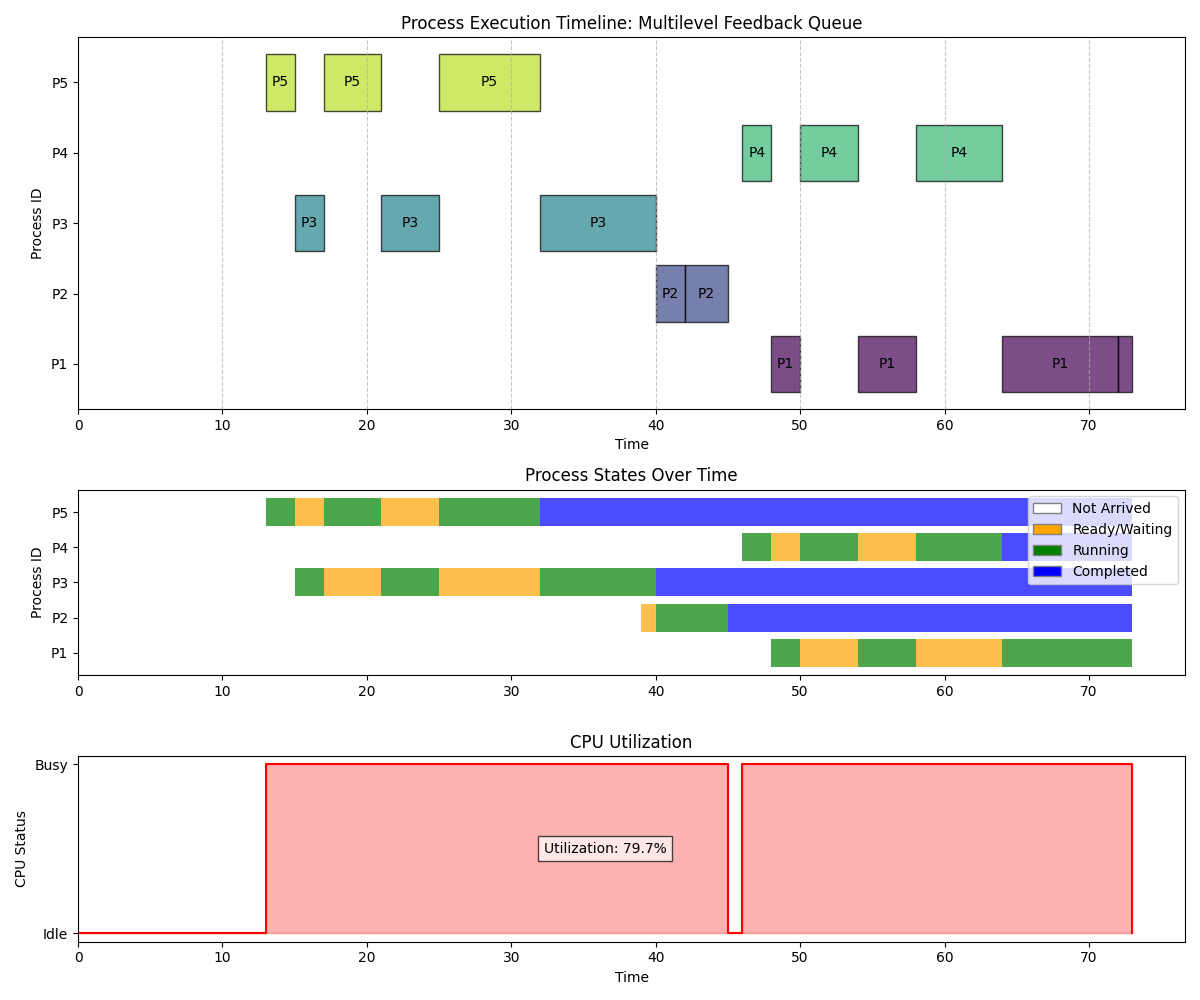 Process Execution Timeline: Multilevel Feedback Queue
Process ID
P5
P4
P3
P2
P1
P5 P5 P5
P4 P4 P4
P3 P3 P3
P2 P2
P1 P1 P1
0 10 20 30 40 50 60 70
Time
Process States Over Time
Process ID
P5
P4
P3
P2
P1
Not Arrived
Ready/Waiting
Running
Completed
0 10 20 30 40 50 60 70
CPU Utilization
CPU Status
Busy
Utilization: 79.7%
Idle
0 10 20 30 40 50 60 70
Time